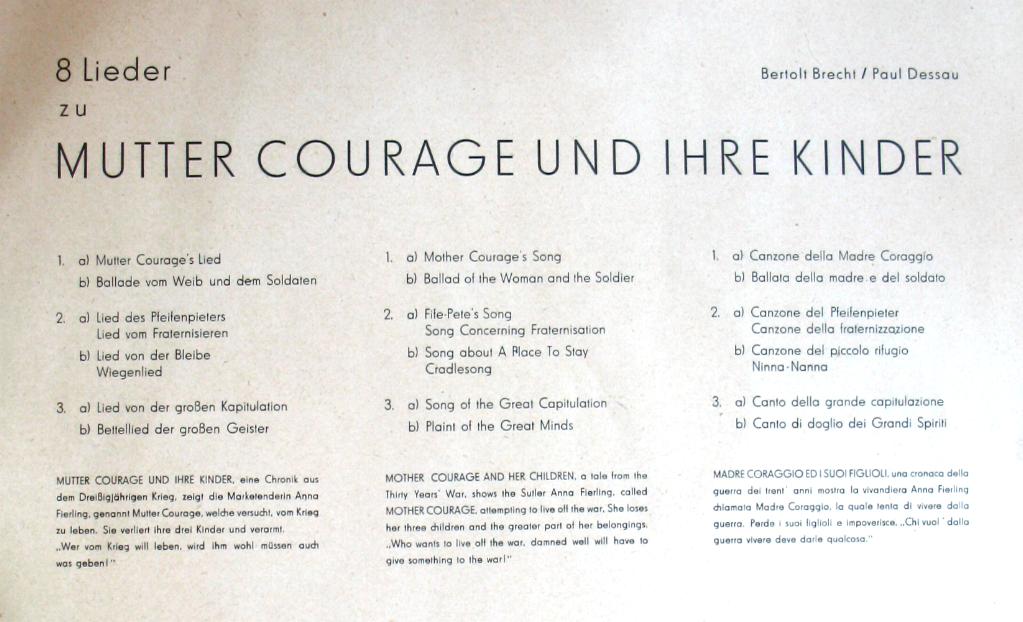 8 Lieder
Bertolt Brecht / Paul Dessau
zu
MUTTER COURAGE UND IHRE KINDER
1. a) Mutter Courage's Lied
b) Ballade vom Weib und dem Soldaten
2. a) Lied des Pfeifenpieters
Lied vom Fraternisieren
b) Lied von der Bleibe
Wiegenlied
3. a) Lied von der großen Kapitulation
b) Bettellied der großen Geister
MUTTER COURAGE UND IHRE KINDER, eine Chronik aus
dem Dreißigjährigen Krieg, zeigt die Marketenderin Anna
Fierling, genannt Mutter Courage, welche versucht, vom Krieg
zu leben. Sie verliert ihre drei Kinder und verarmt.
„Wer vom Krieg will leben, wird ihm wohl müssen auch
was geben!"
1. a) Mother Courage's Song
b) Ballad of the Woman and the Soldier
2. a) Fife-Pete's Song
Song Concerning Fraternisation
b) Song about A Place To Stay
Cradlesong
3. a) Song of the Great Capitulation
b) Plaint of the Great Minds
MOTHER COURAGE AND HER CHILDREN, a tale from the
Thirty Years' War, shows the Sutler Anna Fierling, called
MOTHER COURAGE, attempting to live off the war. She loses
her three children and the greater part of her belongings.
„Who wants to live off the war, damned well will have to
give something to the war!"
1. a) Canzone della Madre Coraggio
b) Ballata della madre e del soldato
2. a) Canzone del Pfeifenpieter
Canzone della fraternizzazione
b) Canzone del piccolo rifugio
Ninna-Nanna
3. a) Canto della grande capitulazione
b) Canto di doglio dei Grandi Spiriti
MADRE CORAGGIO ED I SUOI FIGLIOLI, una cronaca della
guerra dei trent' anni mostra la vivandiera Anna Fierling
chiamata Madre Coraggio, la quale tenta di vivere dalla
guerra. Perde i suoi figlioli e impoverisce. „Chi vuol' dalla
guerra vivere deve darle qualcosa."